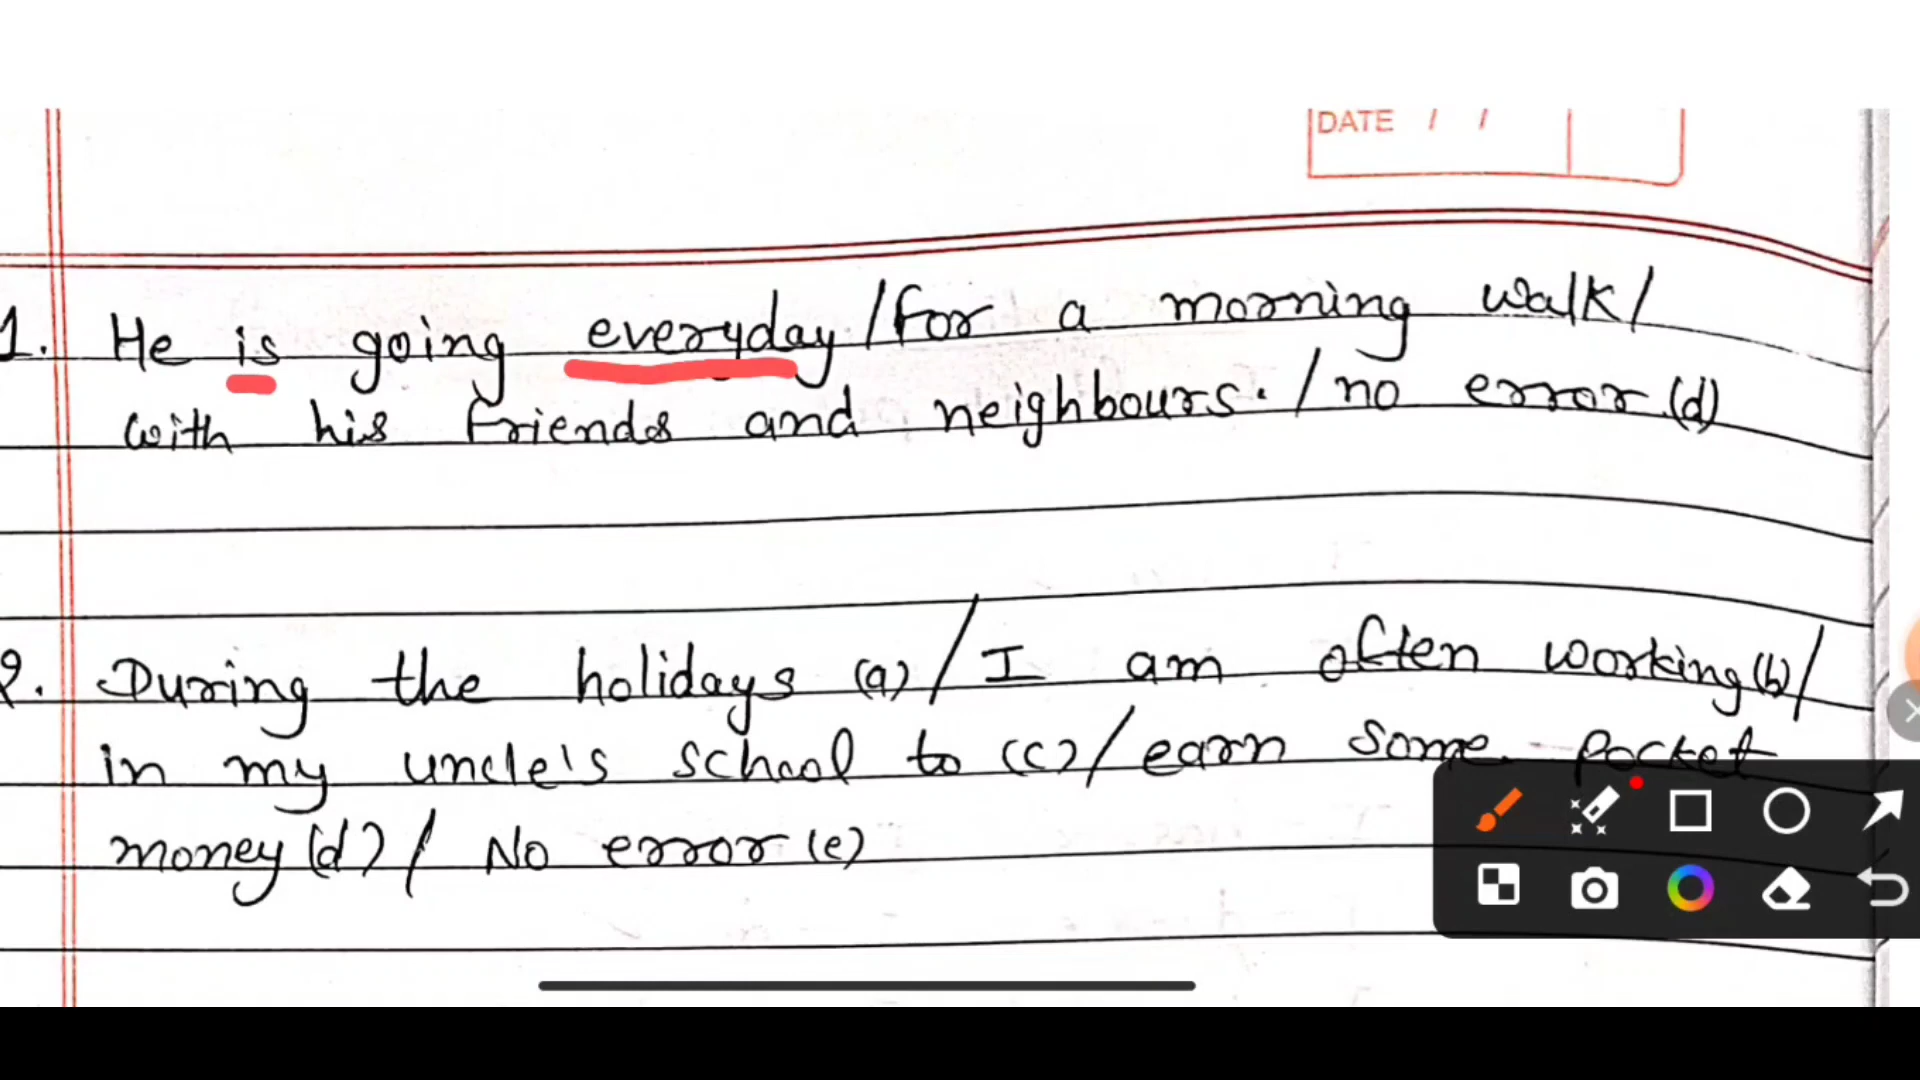 DATE / /
1. He is going everyday / for a morning walk /
with his friends and neighbours. / no error (d)
2. During the holidays (a) / I am often working (b) /
in my uncle's school to (c) / earn some pocket
money (d) / No error (e)